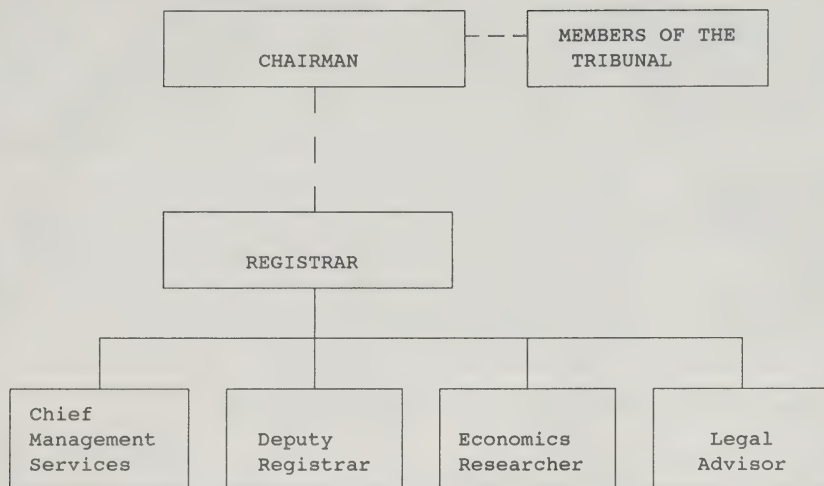 CHAIRMAN
MEMBERS OF THE
TRIBUNAL
REGISTRAR
Chief
Management
Services
Deputy
Registrar
Economics
Researcher
Legal
Advisor